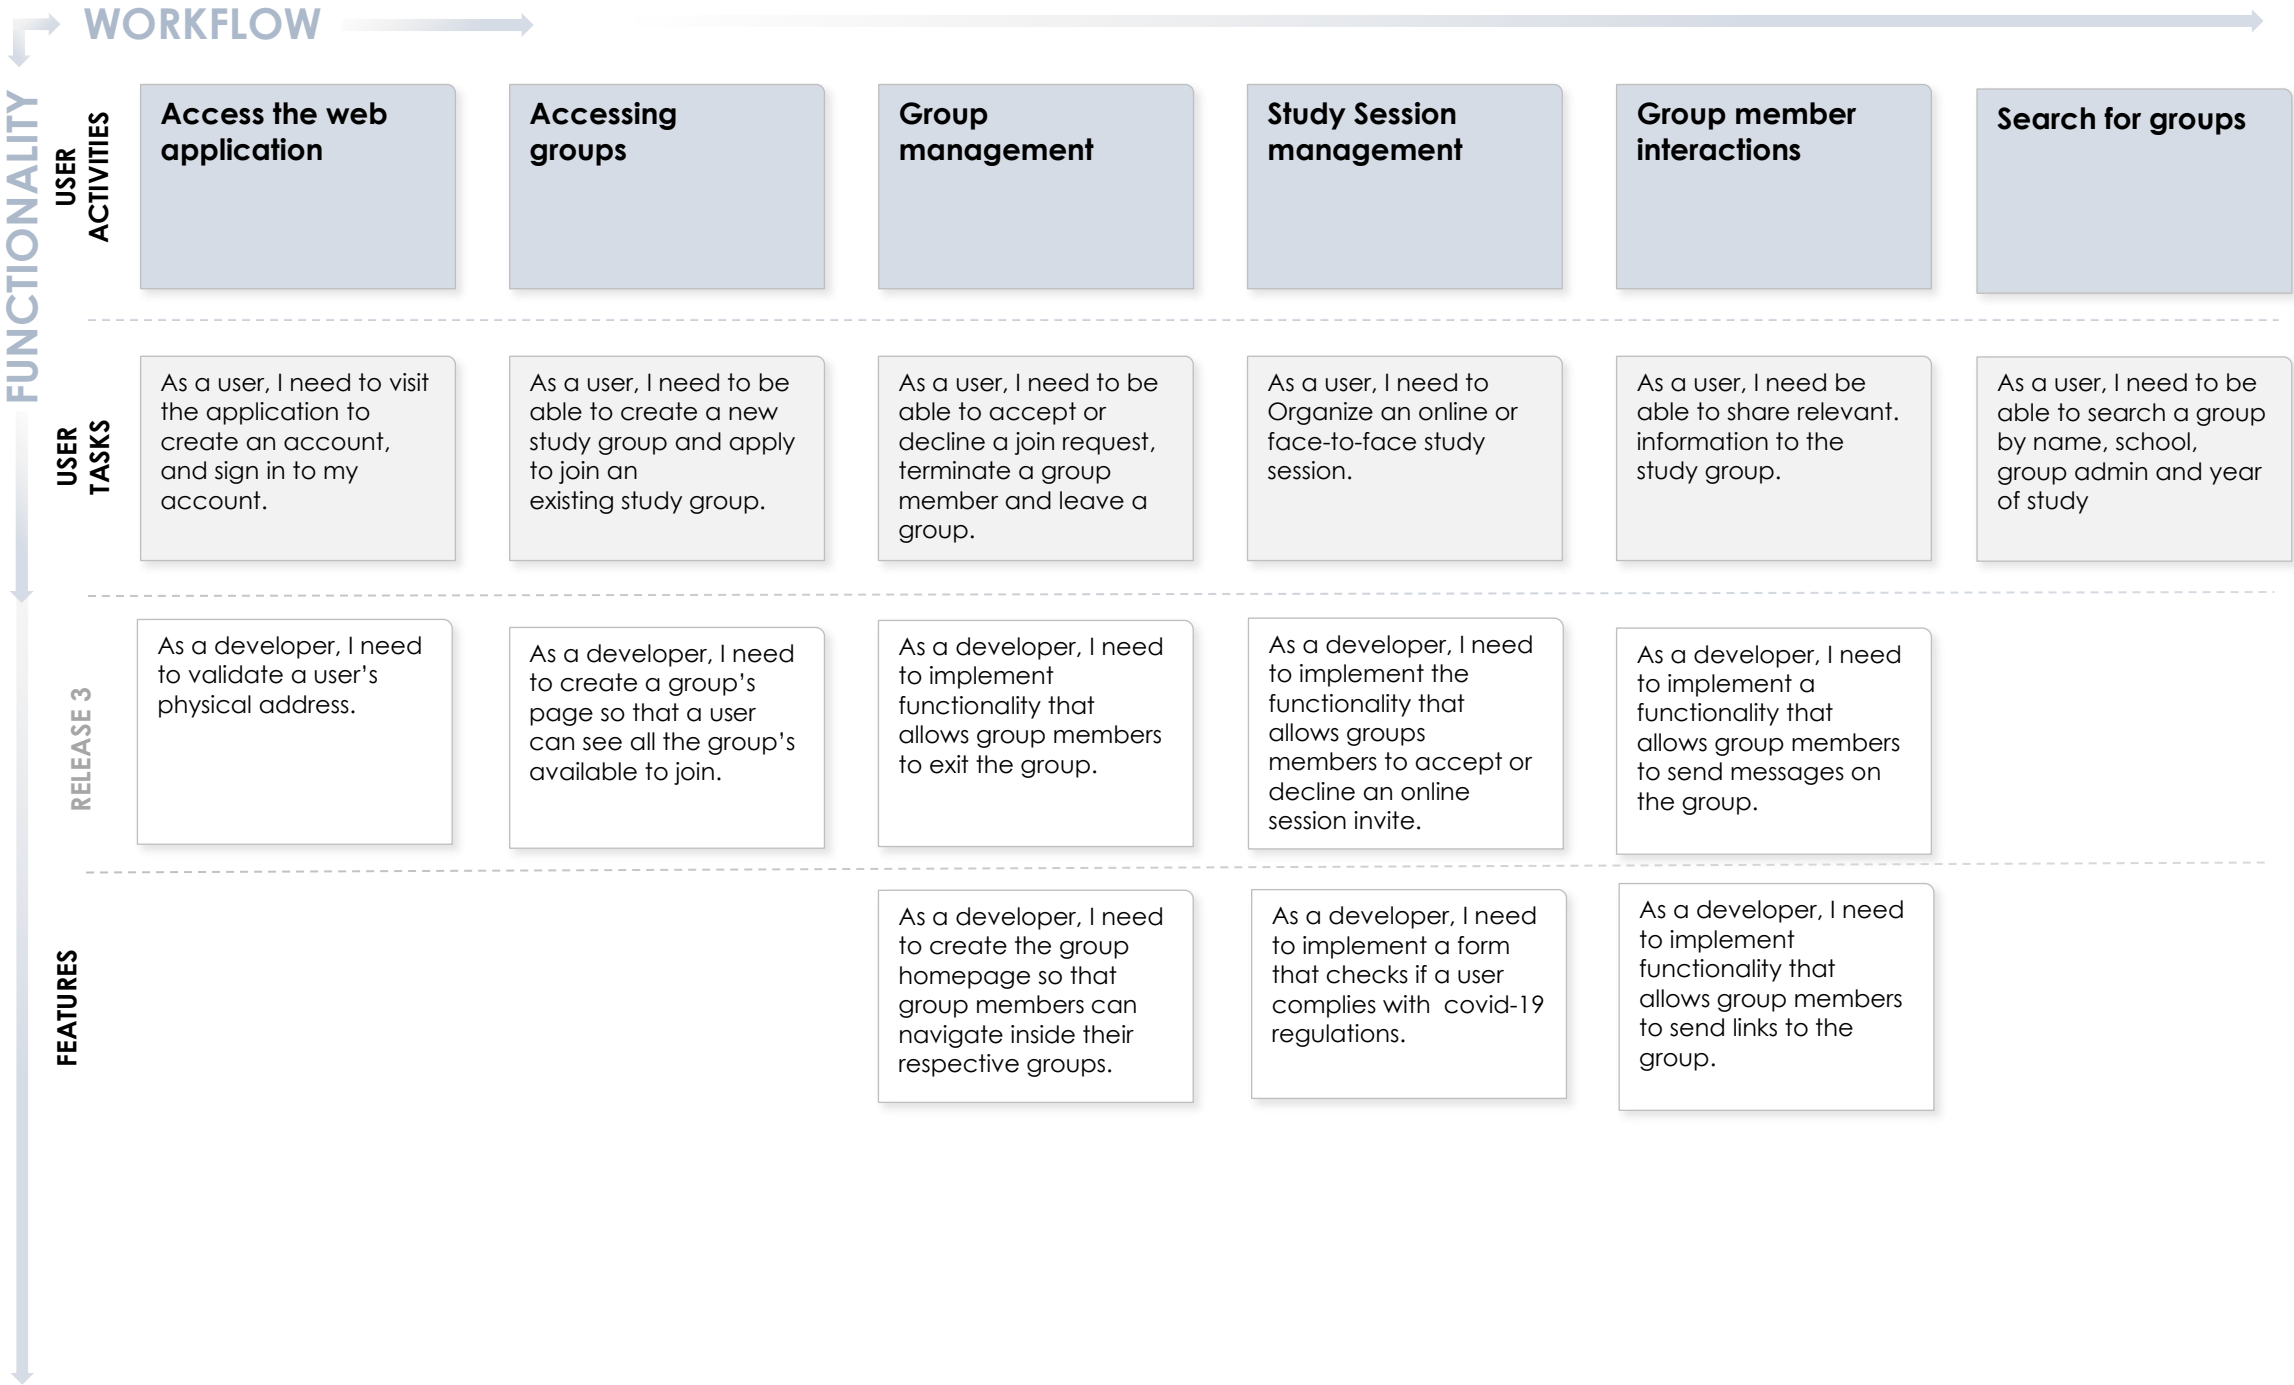 WORKFLOW
FUNCTIONALITY
USER
ACTIVITIES
Access the web
application
Accessing
groups
Group
management
Study Session
management
Group member
interactions
Search for groups
USER
TASKS
As a user, I need to visit
the application to
create an account,
and sign in to my
account.
As a user, I need to be
able to create a new
study group and apply
to join an
existing study group.
As a user, I need to be
able to accept or
decline a join request,
terminate a group
member and leave a
group.
As a user, I need to
Organize an online or
face-to-face study
session.
As a user, I need be
able to share relevant.
information to the
study group.
As a user, I need to be
able to search a group
by name, school,
group admin and year
of study
RELEASE 3
As a developer, I need
to validate a user’s
physical address.
As a developer, I need
to create a group’s
page so that a user
can see all the group’s
available to join.
As a developer, I need
to implement
functionality that
allows group members
to exit the group.
As a developer, I need
to implement the
functionality that
allows groups
members to accept or
decline an online
session invite.
As a developer, I need
to implement a
functionality that
allows group members
to send messages on
the group.
FEATURES
As a developer, I need
to create the group
homepage so that
group members can
navigate inside their
respective groups.
As a developer, I need
to implement a form
that checks if a user
complies with  covid-19
regulations.
As a developer, I need
to implement
functionality that
allows group members
to send links to the
group.